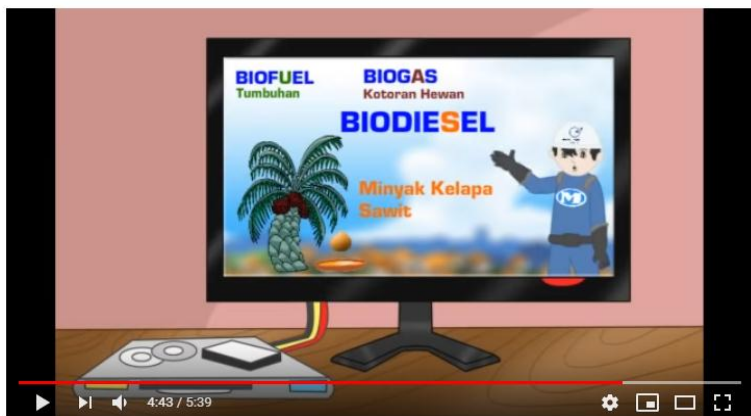 BIOFUEL
Tumbuhan
BIOGAS
Kotoran Hewan
BIODIESEL
Minyak Kelapa
Sawit
M
4:43 / 5:39